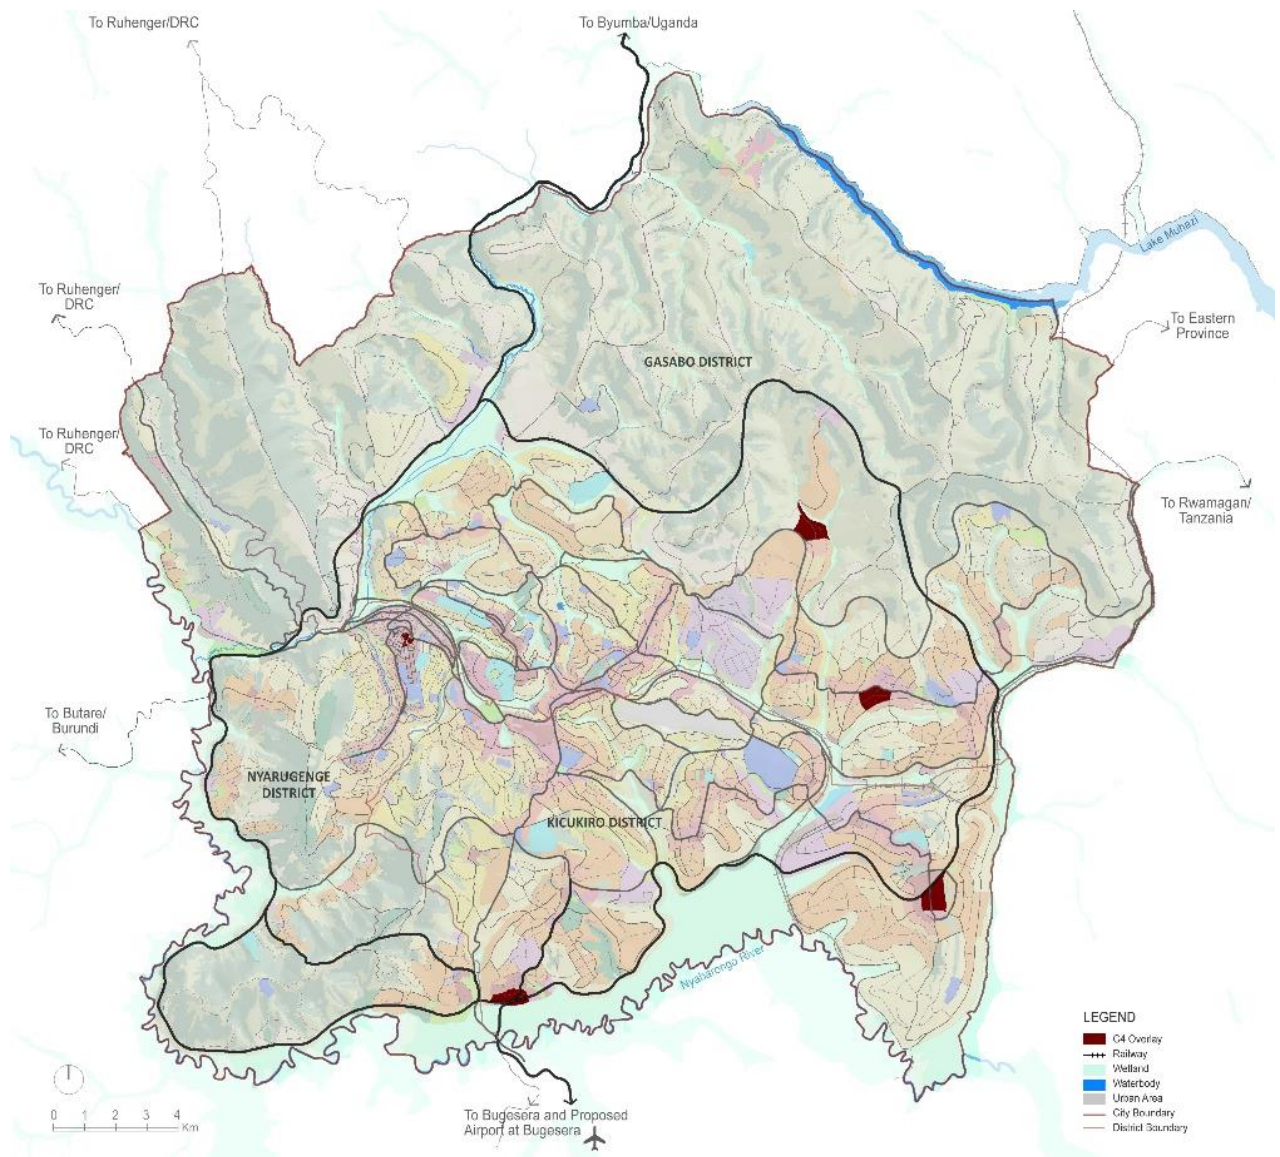 To Ruhenger/DRC
To Byumba/Uganda
Lake Muhazi
To Ruhenger/
DRC
To Eastern
Province
GASABO DISTRICT
To Ruhenger/
DRC
To Rwamagan/
Tanzania
To Butare/
Burundi
NYARUGENGE
DISTRICT
KICUKIRO DISTRICT
Nyabarongo River
LEGEND
C4 Overlay
Railway
Wetland
Waterbody
Urban Area
City Boundary
District Boundary
0 1 2 3 4
Km
To Bugesera and Proposed
Airport at Bugesera